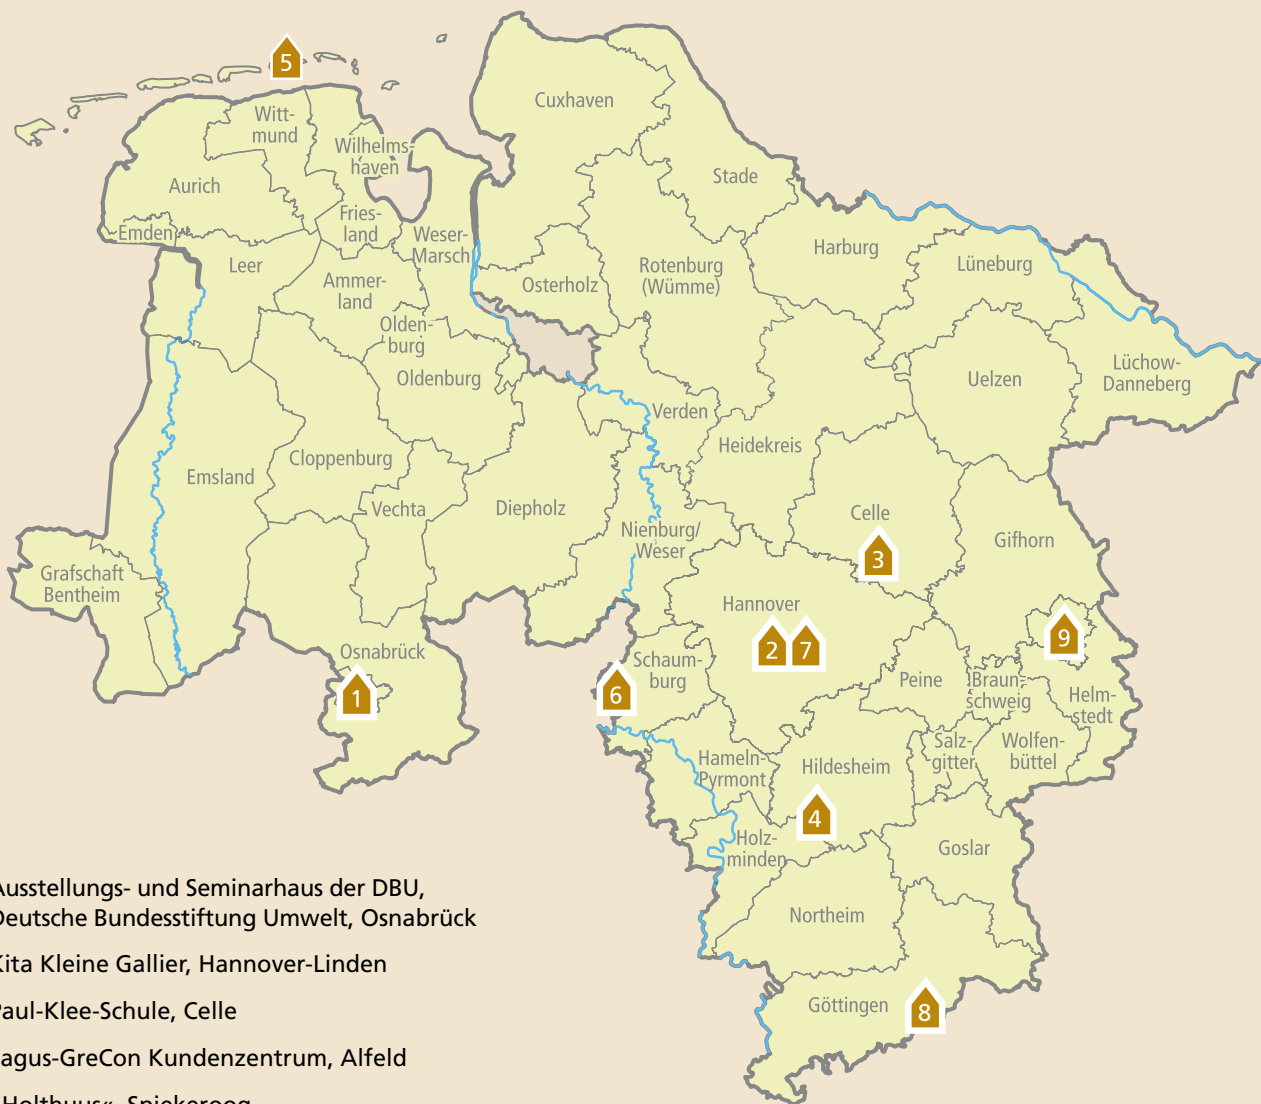 5
Cuxhaven
Witt-
mund
Wilhelms-
haven
Stade
Aurich
Fries-
land
Emden
Weser-
Marsch
Harburg
Leer
Lüneburg
Rotenburg
(Wümme)
Ammer-
land
Osterholz
Olden-
burg
Oldenburg
Uelzen
Lüchow-
Danneberg
Verden
Heidekreis
Cloppenburg
Emsland
Vechta
Diepholz
Celle
3
Nienburg/
Weser
Gifhorn
Grafschaft
Bentheim
Hannover
2
7
9
Osnabrück
1
Schaum-
burg
6
Peine
Braun-
schweig
Helm-
stedt
Salz-
gitter
Wolfen-
büttel
Hameln-
Pyrmont
Hildesheim
4
Holz-
minden
Goslar
Northeim
Göttingen
8
Ausstellungs- und Seminarhaus der DBU,
Deutsche Bundesstiftung Umwelt, Osnabrück
Kita Kleine Gallier, Hannover-Linden
Paul-Klee-Schule, Celle
agus-GreCon Kundenzentrum, Alfeld